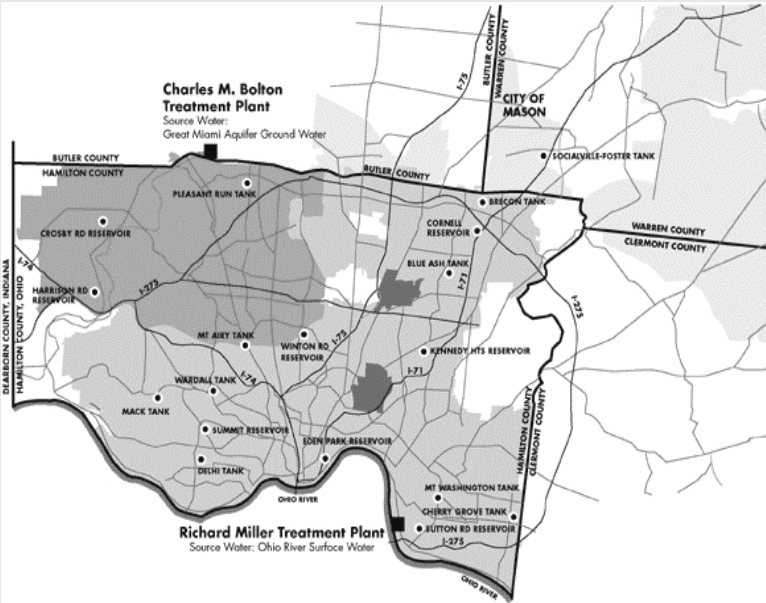 BUTLER COUNTY
WARREN COUNTY
I-75
CITY OF
MASON
Charles M. Bolton
Treatment Plant
Source Water:
Great Miami Aquifer Ground Water
SOCIALVILLE-FOSTER TANK
BUTLER COUNTY
HAMILTON COUNTY
BUTLER COUNTY
PLEASANT RUN TANK
BRECON TANK
CROSBY RD RESERVOIR
CORNELL
RESERVOIR
WARREN COUNTY
CLERMONT COUNTY
I-74
BLUE ASH TANK
I-71
HARRISON RD
RESERVOIR
I-275
I-275
DEARBORN COUNTY, INDIANA
HAMILTON COUNTY, OHIO
MT AIRY TANK
WINTON RD
RESERVOIR
I-75
KENNEDY HTS RESERVOIR
WARDALL TANK
I-74
I-71
MACK TANK
SUMMIT RESERVOIR
EDEN PARK RESERVOIR
HAMILTON COUNTY
CLERMONT COUNTY
DELHI TANK
OHIO RIVER
MT WASHINGTON TANK
CHERRY GROVE TANK
Richard Miller Treatment Plant
BUTTON RD RESERVOIR
Source Water: Ohio River Surface Water
I-275
OHIO RIVER